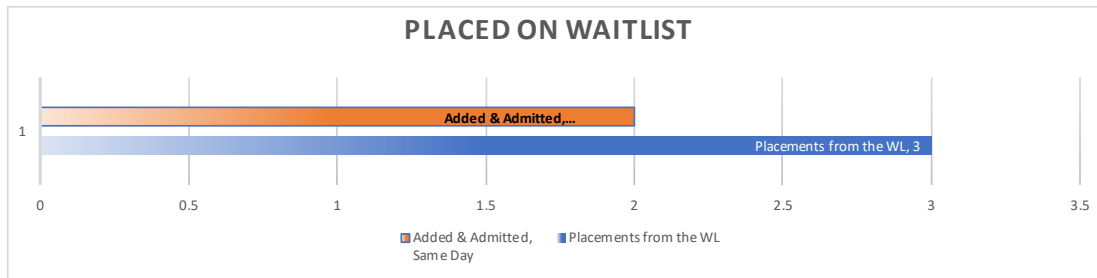 PLACED ON WAITLIST
Added & Admitted,...
1
Placements from the WL, 3
0 0.5 1 1.5 2 2.5 3 3.5
Added & Admitted, Placements from the WL
Same Day